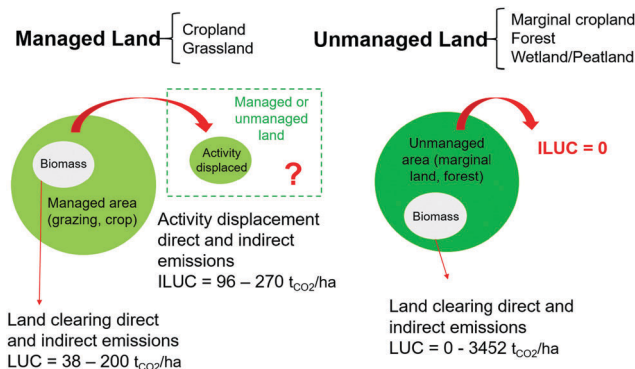 Managed Land
Cropland
Grassland
Biomass
Managed area
(grazing, crop)
Managed or
unmanaged
land
Activity
displaced
?
Activity displacement
direct and indirect
emissions
ILUC = 96 – 270 tCO2/ha
Land clearing direct
and indirect emissions
LUC = 38 – 200 tCO2/ha
Unmanaged Land
Marginal cropland
Forest
Wetland/Peatland
Unmanaged
area (marginal
land, forest)
Biomass
ILUC = 0
Land clearing direct and
indirect emissions
LUC = 0 - 3452 tCO2/ha